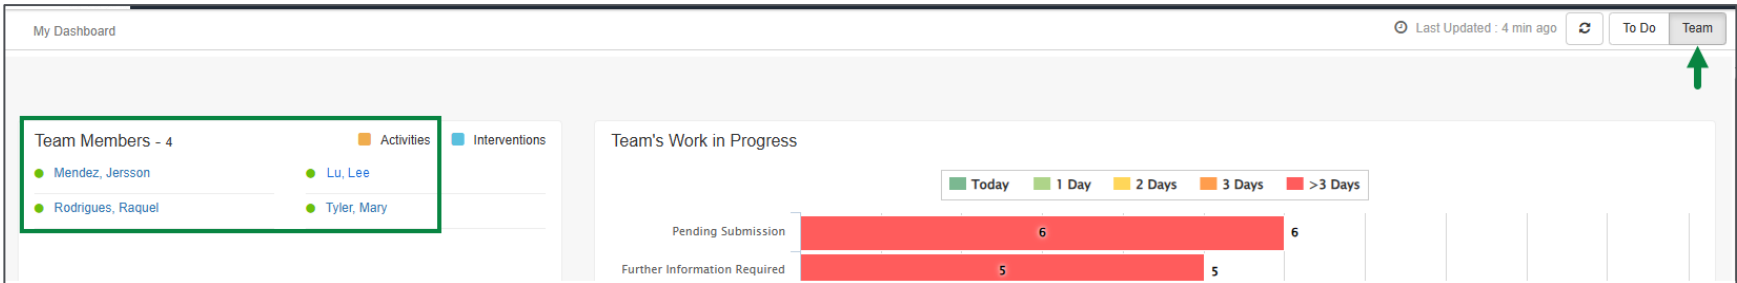 My Dashboard
Last Updated : 4 min ago
To Do
Team
Team Members - 4
Activities
Interventions
Mendez, Jersson
Lu, Lee
Rodrigues, Raquel
Tyler, Mary
Team's Work in Progress
Today
1 Day
2 Days
3 Days
>3 Days
Pending Submission
6
6
Further Information Required
5
5